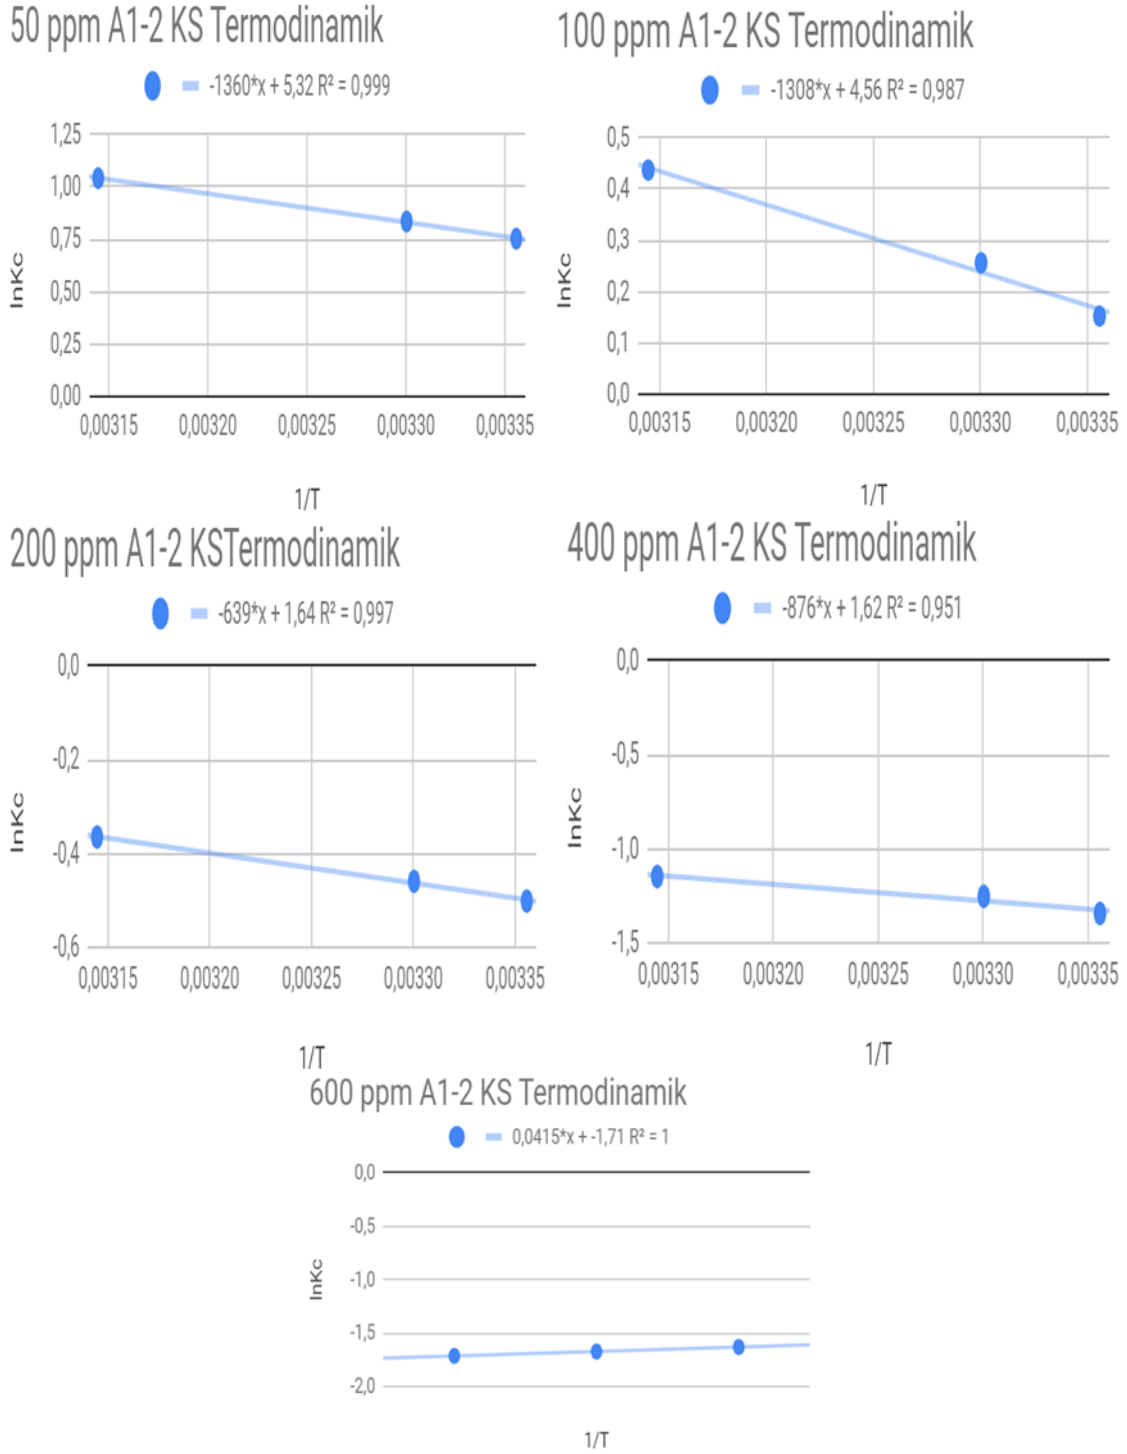 50 ppm A1-2 KS Termodinamik
-1360*x + 5,32 R² = 0,999
1,25
1,00
0,75
0,50
0,25
0,00
lnKc
0,00315 0,00320 0,00325 0,00330 0,00335
1/T
100 ppm A1-2 KS Termodinamik
-1308*x + 4,56 R² = 0,987
0,5
0,4
0,3
0,2
0,1
0,0
lnKc
0,00315 0,00320 0,00325 0,00330 0,00335
1/T
200 ppm A1-2 KSTermodinamik
-639*x + 1,64 R² = 0,997
0,0
-0,2
-0,4
-0,6
lnKc
0,00315 0,00320 0,00325 0,00330 0,00335
1/T
400 ppm A1-2 KS Termodinamik
-876*x + 1,62 R² = 0,951
0,0
-0,5
-1,0
-1,5
lnKc
0,00315 0,00320 0,00325 0,00330 0,00335
1/T
600 ppm A1-2 KS Termodinamik
0,0415*x + -1,71 R² = 1
0,0
-0,5
-1,0
-1,5
-2,0
lnKc
1/T